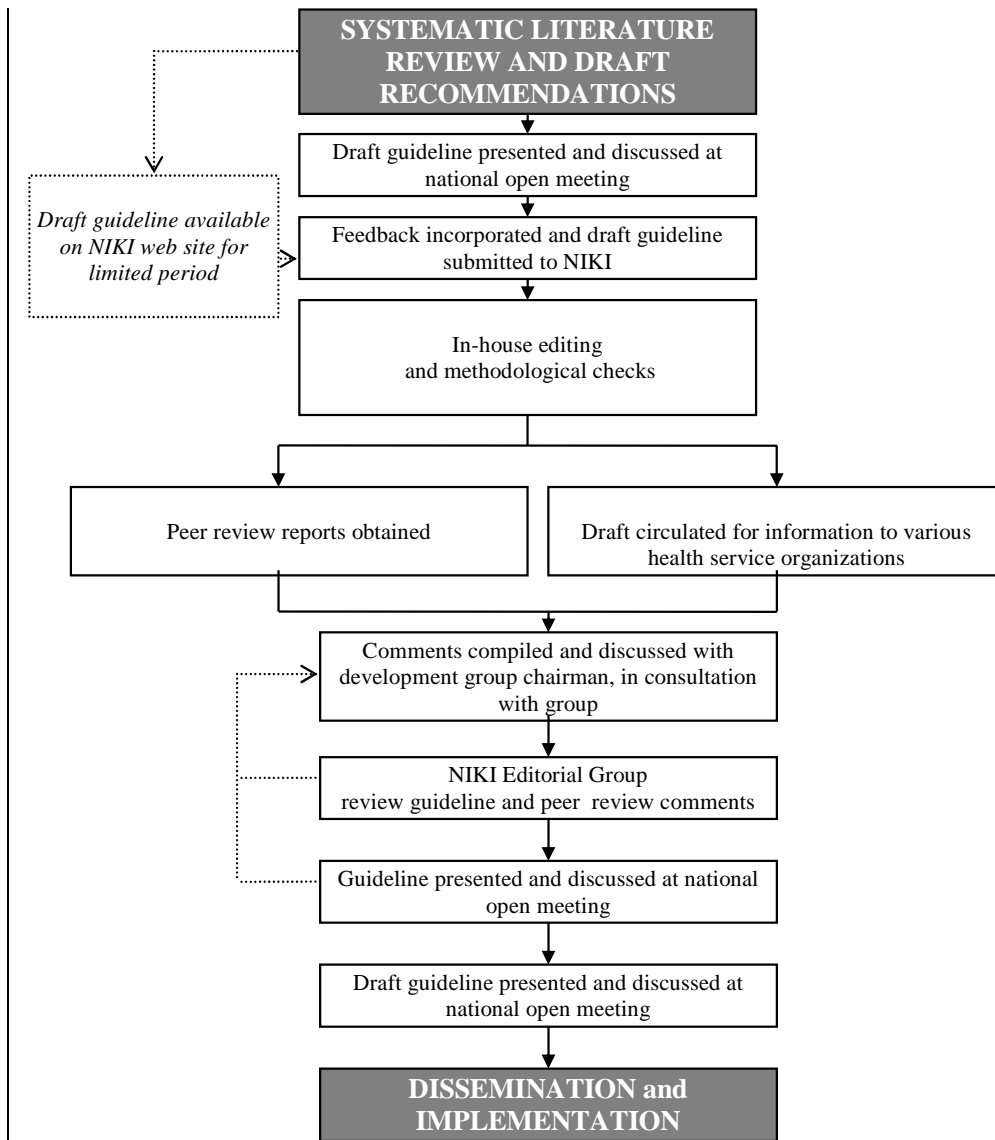 SYSTEMATIC LITERATURE
REVIEW AND DRAFT
RECOMMENDATIONS
Draft guideline presented and discussed at
national open meeting
Draft guideline available
on NIKI web site for
limited period
Feedback incorporated and draft guideline
submitted to NIKI
In-house editing
and methodological checks
Peer review reports obtained
Draft circulated for information to various
health service organizations
Comments compiled and discussed with
development group chairman, in consultation
with group
NIKI Editorial Group
review guideline and peer review comments
Guideline presented and discussed at national
open meeting
Draft guideline presented and discussed at
national open meeting
DISSEMINATION and
IMPLEMENTATION